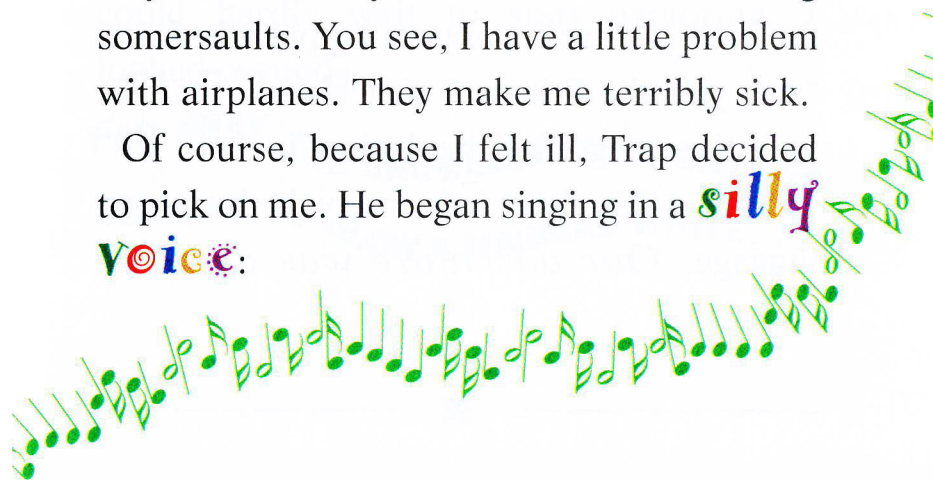 somersaults. You see, I have a little problem
with airplanes. They make me terribly sick.
Of course, because I felt ill, Trap decided
to pick on me. He began singing in a silly
voice: